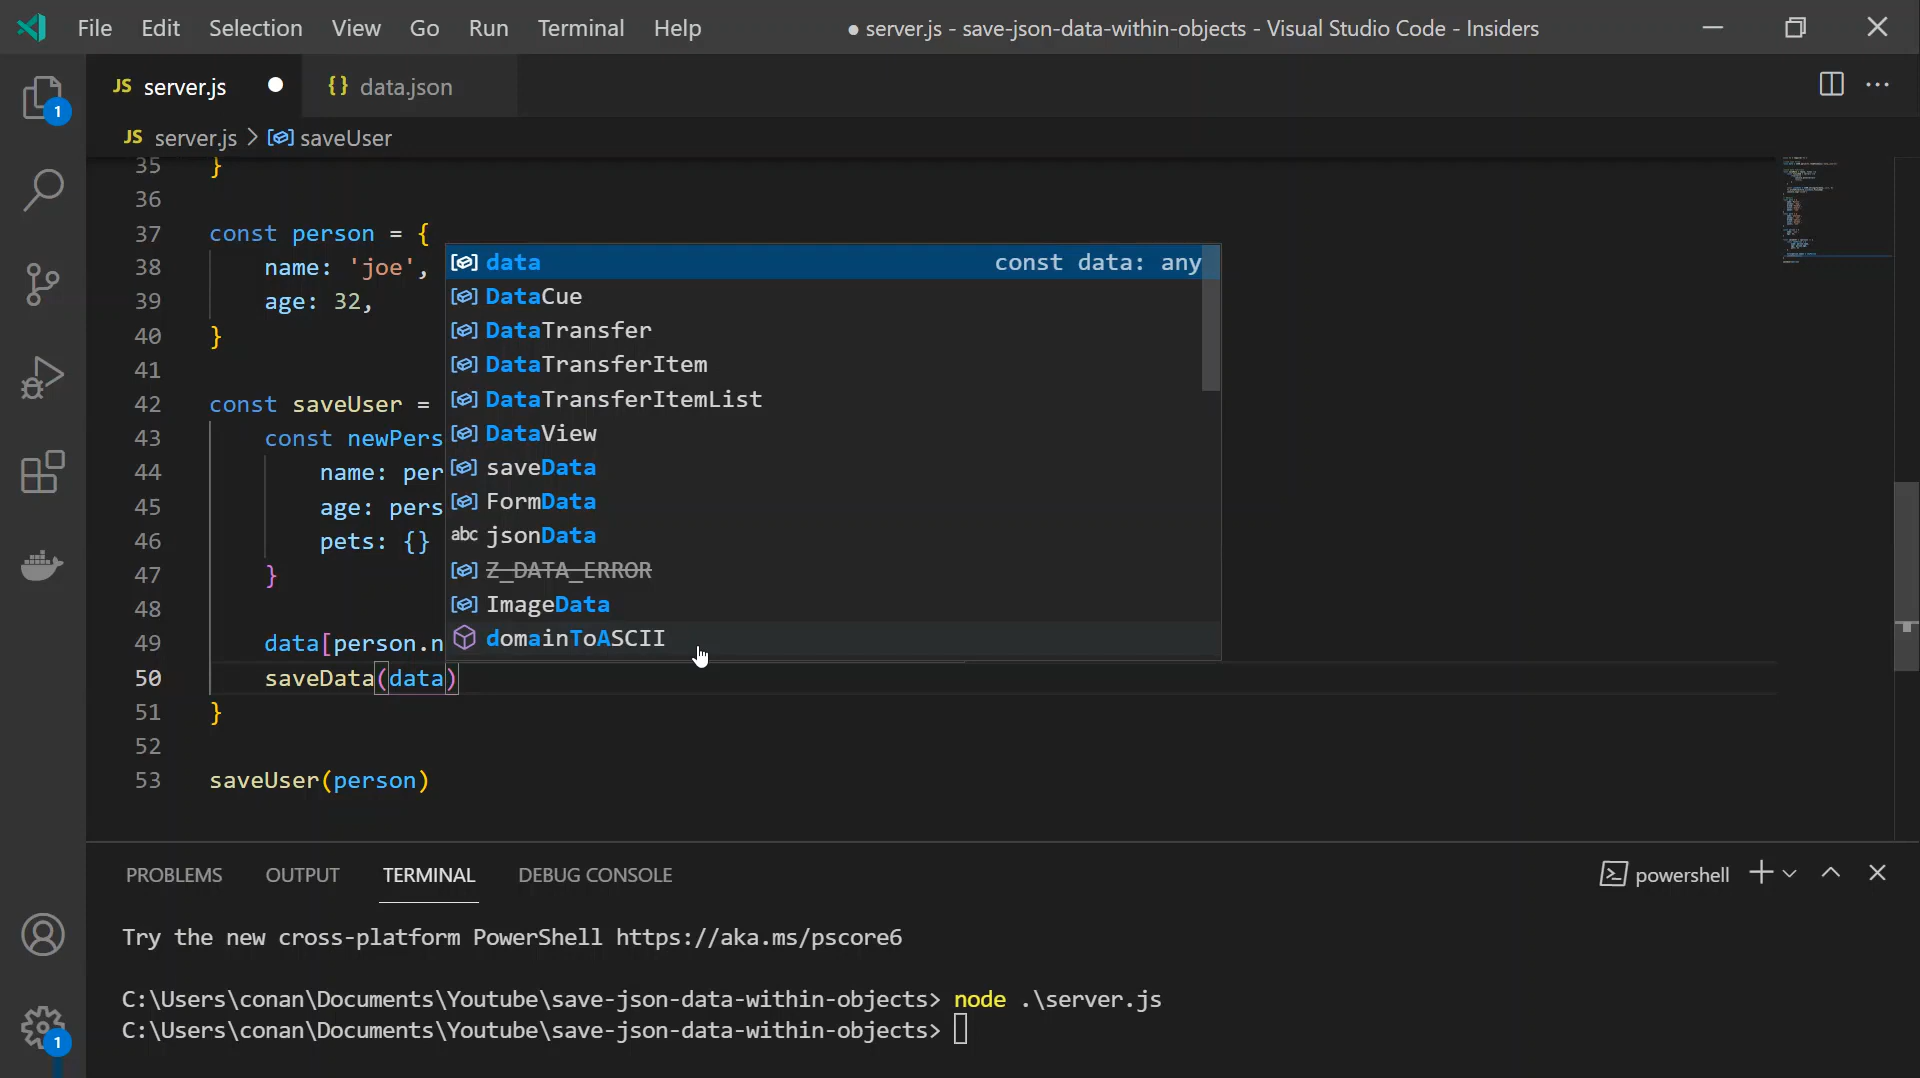 File Edit Selection View Go Run Terminal Help ● server.js - save-json-data-within-objects - Visual Studio Code - Insiders
JS server.js ● {} data.json ···
1
JS server.js > saveUser
35 }
36
37 const person = {
38 name: 'joe',
39 age: 32,
40 }
41
42 const saveUser =
43 const newPers
44 name: per
45 age: pers
46 pets: {}
47 }
48
49 data[person.n
50 saveData(data)
51 }
52
53 saveUser(person)
data const data: any
DataCue
DataTransfer
DataTransferItem
DataTransferItemList
DataView
saveData
FormData
abc jsonData
Z_DATA_ERROR
ImageData
domainToASCII
PROBLEMS OUTPUT TERMINAL DEBUG CONSOLE powershell
Try the new cross-platform PowerShell https://aka.ms/pscore6
C:\Users\conan\Documents\Youtube\save-json-data-within-objects> node .\server.js
C:\Users\conan\Documents\Youtube\save-json-data-within-objects>
1